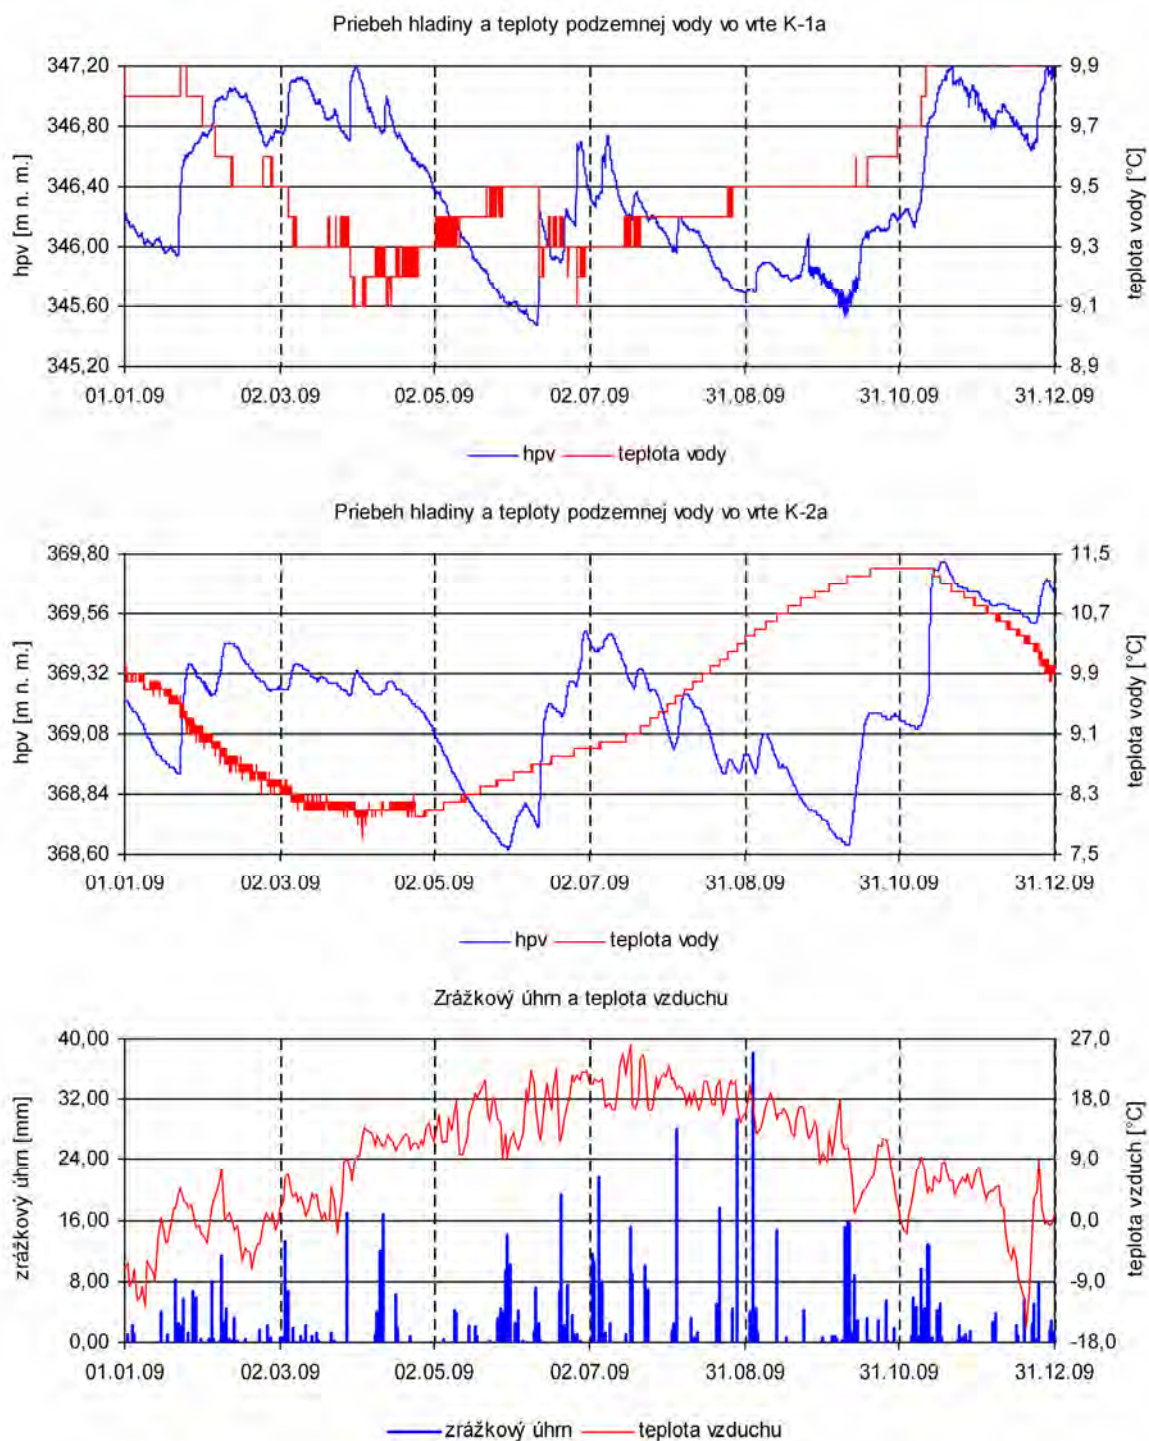 Priebeh hladiny a teploty podzemnej vody vo vrte K-1a
347,20
346,80
346,40
346,00
345,60
345,20
hpv [m n. m.]
9,9
9,7
9,5
9,3
9,1
8,9
teplota vody [°C]
01.01.09 02.03.09 02.05.09 02.07.09 31.08.09 31.10.09 31.12.09
hpv teplota vody
Priebeh hladiny a teploty podzemnej vody vo vrte K-2a
369,80
369,56
369,32
369,08
368,84
368,60
hpv [m n. m.]
11,5
10,7
9,9
9,1
8,3
7,5
teplota vody [°C]
01.01.09 02.03.09 02.05.09 02.07.09 31.08.09 31.10.09 31.12.09
hpv teplota vody
Zrážkový úhrn a teplota vzduchu
40,00
32,00
24,00
16,00
8,00
0,00
zrážkový úhrn [mm]
27,0
18,0
9,0
0,0
-9,0
-18,0
teplota vzduch [°C]
01.01.09 02.03.09 02.05.09 02.07.09 31.08.09 31.10.09 31.12.09
zrážkový úhrn teplota vzduchu